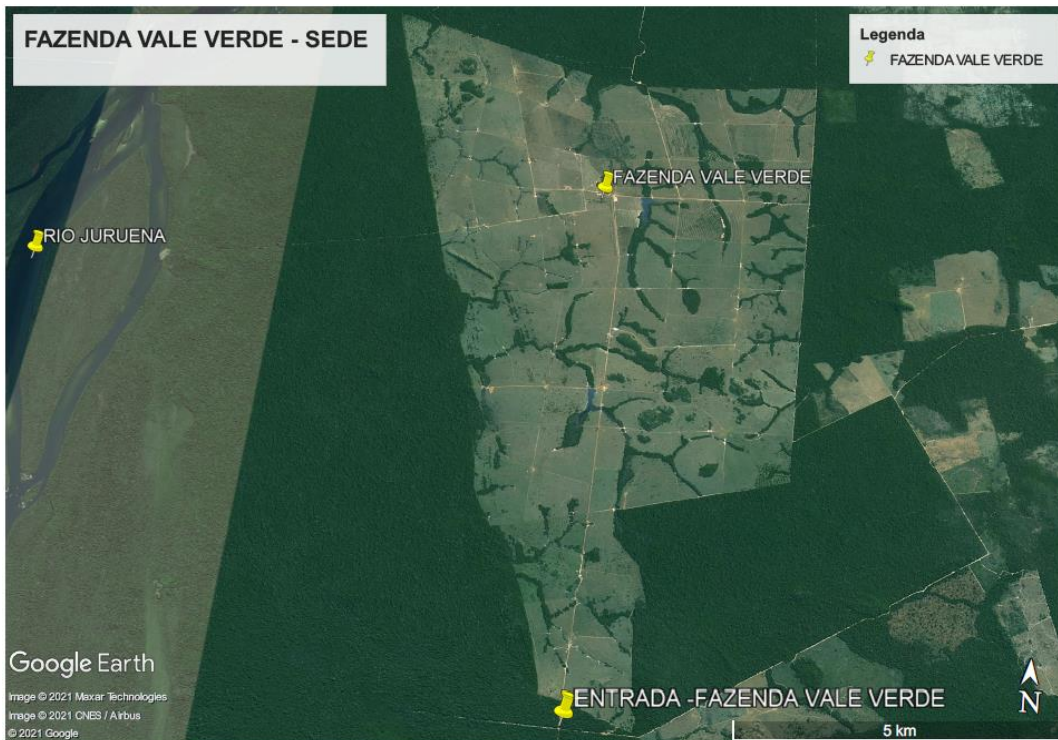 FAZENDA VALE VERDE - SEDE
Legenda
FAZENDA VALE VERDE
FAZENDA VALE VERDE
RIO JURUENA
Google Earth
Image © 2021 Maxar Technologies
Image © 2021 CNES / Airbus
© 2021 Google
ENTRADA -FAZENDA VALE VERDE
N
5 km